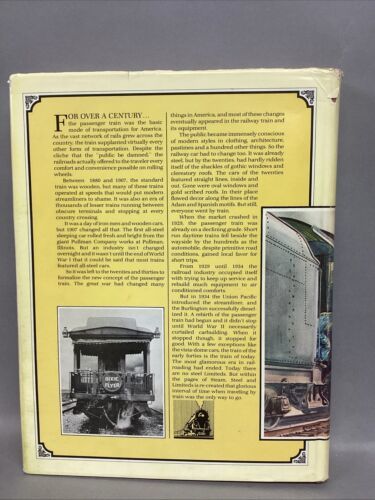 FOR OVER A CENTURY...
the passenger train was the basic
mode of transportation for America.
As the vast network of rails grew across the
country, the train supplanted virtually every
other form of transportation. Despite the
cliche that the "public be damned," the
railroads actually offered to the traveler every
comfort and convenience possible on rolling
wheels.
Between 1880 and 1907, the standard
train was wooden, but many of these trains
operated at speeds that would put modern
streamliners to shame. It was also an era of
thousands of lesser trains running between
obscure terminals and stopping at every
country crossing.
It was a day of iron men and wooden cars,
but 1907 changed all that. The first all-steel
sleeping car rolled fresh and bright from the
giant Pullman Company works at Pullman,
Illinois. But an industry isn't changed
overnight and it wasn't until the end of World
War I that it could be said that most trains
featured all-steel cars.
So it was left to the twenties and thirties to
formalize the new concept of the passenger
train. The great war had changed many
things in America, and most of these changes
eventually appeared in the railway train and
its equipment.
The public became immensely conscious
of modern styles in clothing, architecture,
pastimes and a hundred other things. So the
railway car had to change too. It was already
steel, but by the twenties, had hardly ridded
itself of the shackles of gothic windows and
clerestory roofs. The cars of the twenties
featured straight lines, inside and
out. Gone were oval windows and
gold scribed roofs. In their place
flowed decor along the lines of the
Adam and Spanish motifs. But still,
everyone went by train.
When the market crashed in
1929, the passenger train was
already on a declining grade. Short
run daytime trains fell beside the
wayside by the hundreds as the
automobile, despite primitive road
conditions, gained local favor for
short trips.
From 1929 until 1934 the
railroad industry occupied itself
with trying to keep up service and
rebuild much equipment to air
conditioned comforts.
But in 1934 the Union Pacific
introduced the streamliner, and
the Burlington successfully diesel-
ized it. A rebirth of the passenger
train had begun and it didn't stop
until World War II necessarily
curtailed carbuilding. When it
stopped though, it stopped for
good. With a few exceptions like
the vista-dome cars, the train of the
early forties is the train of today.
The most glamorous era in rail-
roading had ended. Today there
are no steel Limiteds. But within
the pages of Steam, Steel and
Limiteds is re-created that glorious
interval of time when traveling by
train was the only way to go.
DIXIE
FLYER